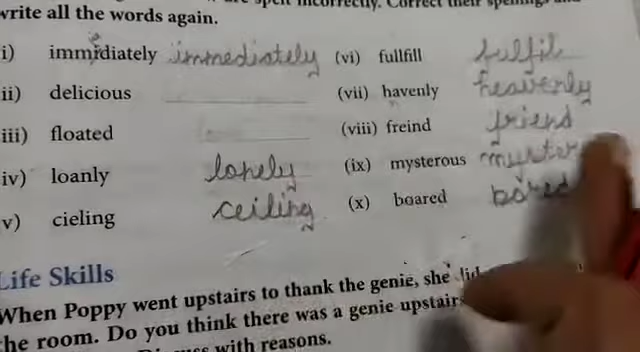 write all the words again.
i) immidiately immediately (vi) fullfill fulfil
ii) delicious (vii) havenly heavenly
iii) floated (viii) freind friend
iv) loanly lonely (ix) mysterous
v) cieling ceiling (x) boared bored
Life Skills
When Poppy went upstairs to thank the genie, she did
the room. Do you think there was a genie upstairs
with reasons.